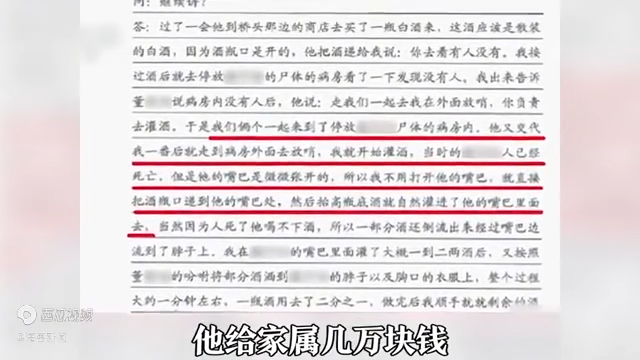 问：继续讲？
答：过了一会他到桥头那边的商店去买了一瓶白酒来，这酒应该是散装
的白酒，因为酒瓶口是开的，他把酒递给我说：你去看有人没有。我接
过酒后就去停放 的尸体的病房看了一下发现没有人，我出来告诉
董 说病房内没有人后，他说：走我们一起去我在外面放哨，你负责
去灌酒。于是我们俩个一起来到了停放 尸体的病房内。他又交代
我一番后就走到病房外面去放哨，我就开始灌酒，当时的 人已经
死亡，但是他的嘴巴是微微张开的，所以我不用打开他的嘴巴，就直接
把酒瓶口递到他的嘴巴处，然后抬高瓶底酒就自然灌进了他的嘴巴里面
去，当然因为人死了他喝不下酒，所以一部分酒还倒流出来经过嘴巴边
流到了脖子上。我在 的嘴巴里面灌了大概一到二两酒后，又按照
董 的吩咐将部分酒洒到 的脖子以及胸口的衣服上，整个过程
大约一分钟左右，一瓶酒用去了二分之一，做完后我顺手就把剩余的酒
他给家属几万块钱